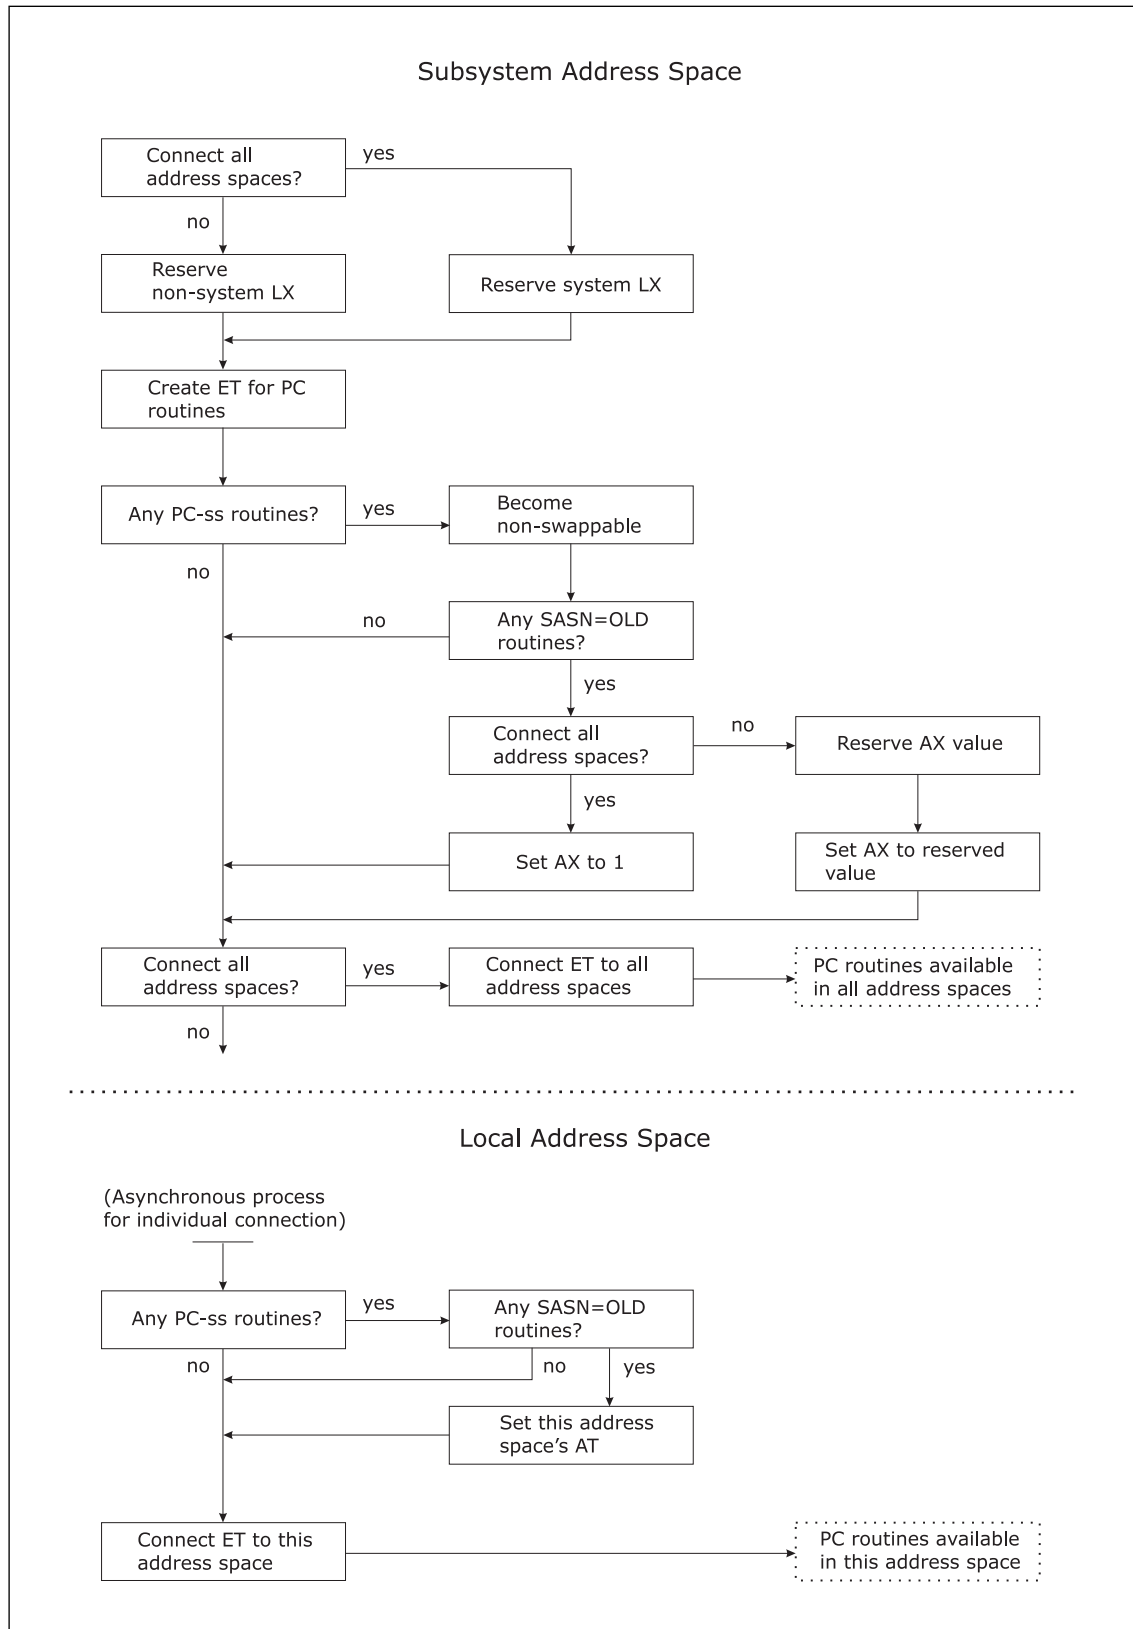 Subsystem Address Space
Connect all
address spaces?
yes
no
Reserve
non-system LX
Reserve system LX
Create ET for PC
routines
Any PC-ss routines?
yes
Become
non-swappable
no
Any SASN=OLD
routines?
no
yes
Connect all
address spaces?
no
Reserve AX value
yes
Set AX to 1
Set AX to reserved
value
Connect all
address spaces?
yes
Connect ET to all
address spaces
PC routines available
in all address spaces
no
Local Address Space
(Asynchronous process
for individual connection)
Any PC-ss routines?
yes
Any SASN=OLD
routines?
no
no
yes
Set this address
space’s AT
Connect ET to this
address space
PC routines available
in this address space